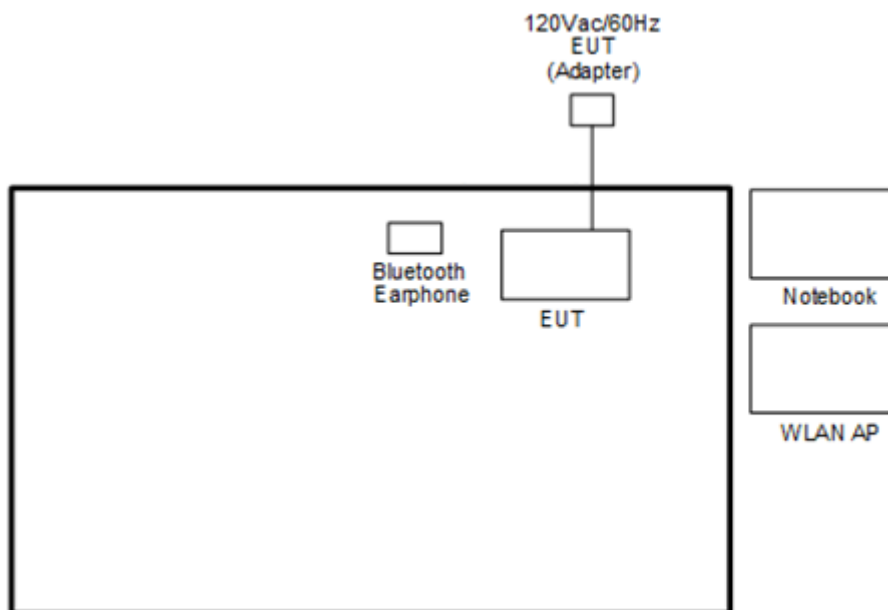 120Vac/60Hz
EUT
(Adapter)
Bluetooth
Earphone
EUT
Notebook
WLAN AP